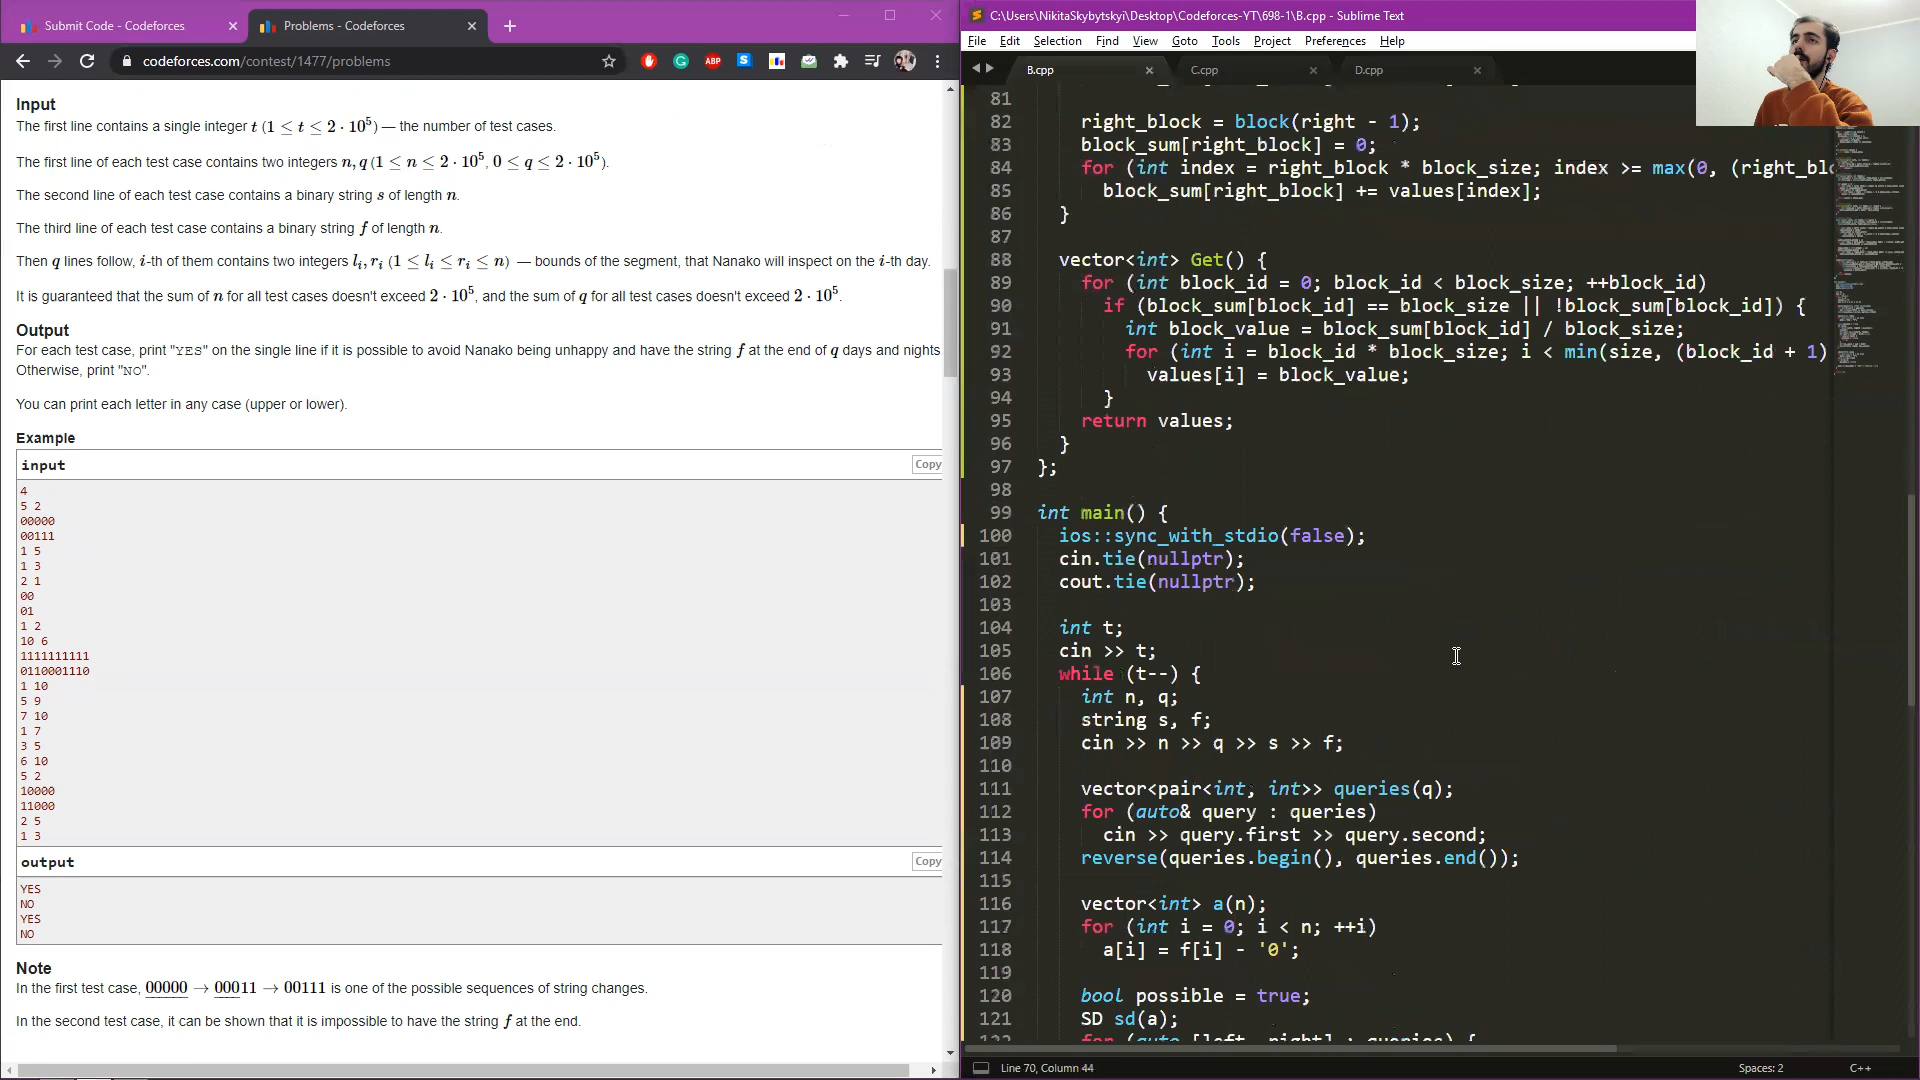 Submit Code - Codeforces
Problems - Codeforces
codeforces.com/contest/1477/problems
ABP
Input
The first line contains a single integer t (1 ≤ t ≤ 2 · 10^5) — the number of test cases.
The first line of each test case contains two integers n, q (1 ≤ n ≤ 2 · 10^5, 0 ≤ q ≤ 2 · 10^5).
The second line of each test case contains a binary string s of length n.
The third line of each test case contains a binary string f of length n.
Then q lines follow, i-th of them contains two integers l_i, r_i (1 ≤ l_i ≤ r_i ≤ n) — bounds of the segment, that Nanako will inspect on the i-th day.
It is guaranteed that the sum of n for all test cases doesn't exceed 2 · 10^5, and the sum of q for all test cases doesn't exceed 2 · 10^5.
Output
For each test case, print "YES" on the single line if it is possible to avoid Nanako being unhappy and have the string f at the end of q days and nights
Otherwise, print "NO".
You can print each letter in any case (upper or lower).
Example
input
Copy
4
5 2
00000
00111
1 5
1 3
2 1
00
01
1 2
10 6
1111111111
0110001110
1 10
5 9
7 10
1 7
3 5
6 10
5 2
10000
11000
2 5
1 3
output
Copy
YES
NO
YES
NO
Note
In the first test case, 00000 → 00011 → 00111 is one of the possible sequences of string changes.
In the second test case, it can be shown that it is impossible to have the string f at the end.
C:\Users\NikitaSkybytskyi\Desktop\Codeforces-YT\698-1\B.cpp - Sublime Text
File Edit Selection Find View Goto Tools Project Preferences Help
B.cpp
C.cpp
D.cpp
81
82 right_block = block(right - 1);
83 block_sum[right_block] = 0;
84 for (int index = right_block * block_size; index >= max(0, (right_blo
85 block_sum[right_block] += values[index];
86 }
87
88 vector<int> Get() {
89 for (int block_id = 0; block_id < block_size; ++block_id)
90 if (block_sum[block_id] == block_size || !block_sum[block_id]) {
91 int block_value = block_sum[block_id] / block_size;
92 for (int i = block_id * block_size; i < min(size, (block_id + 1)
93 values[i] = block_value;
94 }
95 return values;
96 }
97 };
98
99 int main() {
100 ios::sync_with_stdio(false);
101 cin.tie(nullptr);
102 cout.tie(nullptr);
103
104 int t;
105 cin >> t;
106 while (t--) {
107 int n, q;
108 string s, f;
109 cin >> n >> q >> s >> f;
110
111 vector<pair<int, int>> queries(q);
112 for (auto& query : queries)
113 cin >> query.first >> query.second;
114 reverse(queries.begin(), queries.end());
115
116 vector<int> a(n);
117 for (int i = 0; i < n; ++i)
118 a[i] = f[i] - '0';
119
120 bool possible = true;
121 SD sd(a);
122 for (auto [left, right] : queries) {
Line 70, Column 44
Spaces: 2
C++